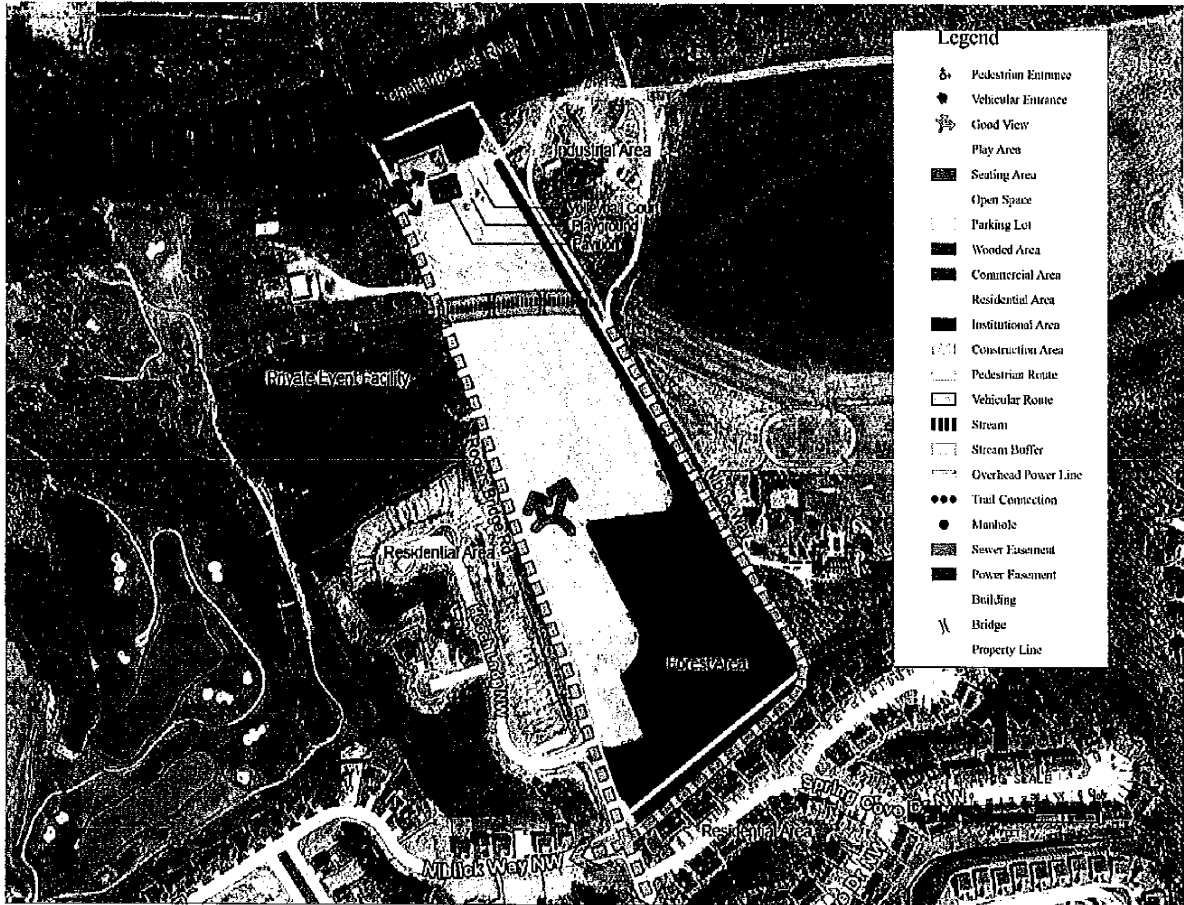 Legend
Pedestrian Entrance
Vehicular Entrance
Good View
Play Area
Seating Area
Open Space
Parking Lot
Wooded Area
Commercial Area
Residential Area
Institutional Area
Construction Area
Pedestrian Route
Vehicular Route
Stream
Stream Buffer
Overhead Power Line
Trail Connection
Manhole
Sewer Easement
Power Easement
Building
Bridge
Property Line
Industrial Area
Playground
Pavilion
Private Event Facility
Residential Area
Forest Area
Spring Cove Dr NW
Residential Area
Way NW